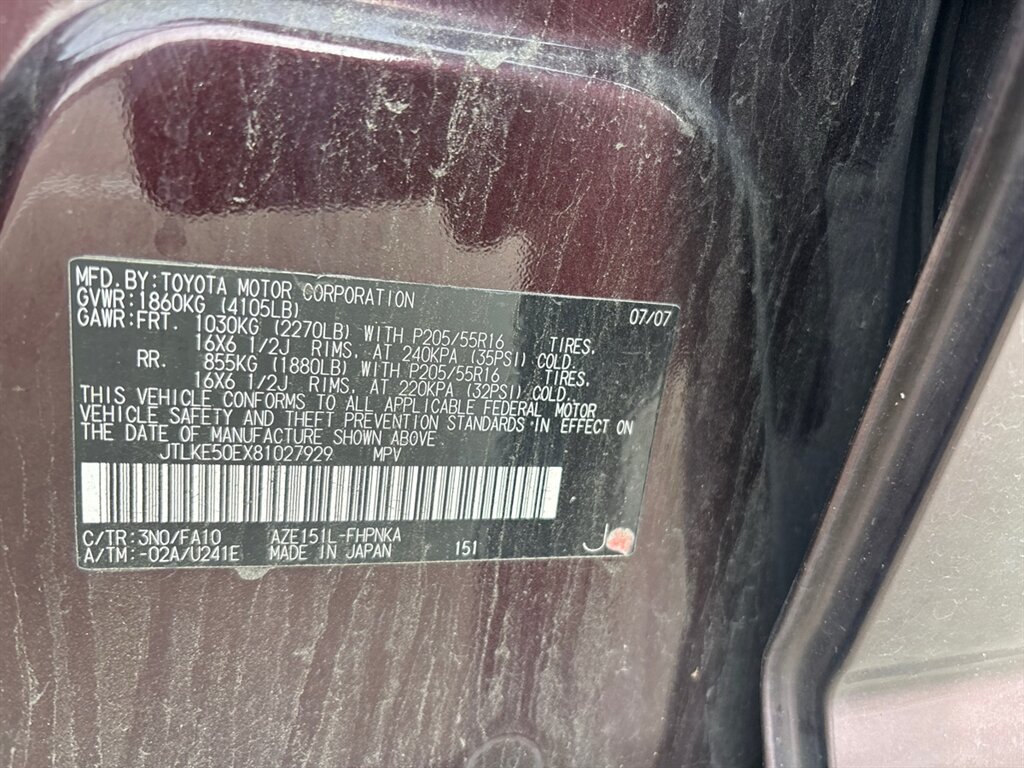 MFD.BY:TOYOTA MOTOR CORPORATION 07/07
GVWR:1860KG (4105LB)
GAWR:FRT. 1030KG (2270LB) WITH P205/55R16 TIRES,
16X6 1/2J RIMS, AT 240KPA (35PSI) COLD.
RR. 855KG (1880LB) WITH P205/55R16 TIRES,
16X6 1/2J RIMS, AT 220KPA (32PSI) COLD.
THIS VEHICLE CONFORMS TO ALL APPLICABLE FEDERAL MOTOR
VEHICLE SAFETY AND THEFT PREVENTION STANDARDS IN EFFECT ON
THE DATE OF MANUFACTURE SHOWN ABOVE.
JTLKE50EX81027929 MPV
C/TR:3N0/FA10 AZE151L-FHPNKA
A/TM:-02A/U241E MADE IN JAPAN 151 J